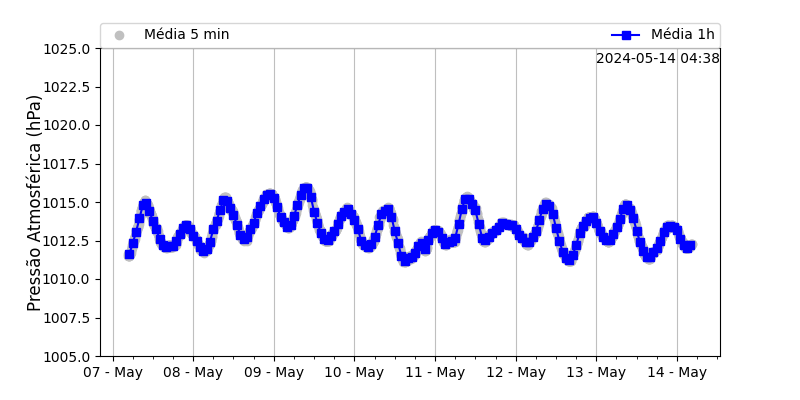 Média 5 min
Média 1h
2024-05-14 04:38
Pressão Atmosférica (hPa)
1025.0
1022.5
1020.0
1017.5
1015.0
1012.5
1010.0
1007.5
1005.0
07 - May
08 - May
09 - May
10 - May
11 - May
12 - May
13 - May
14 - May